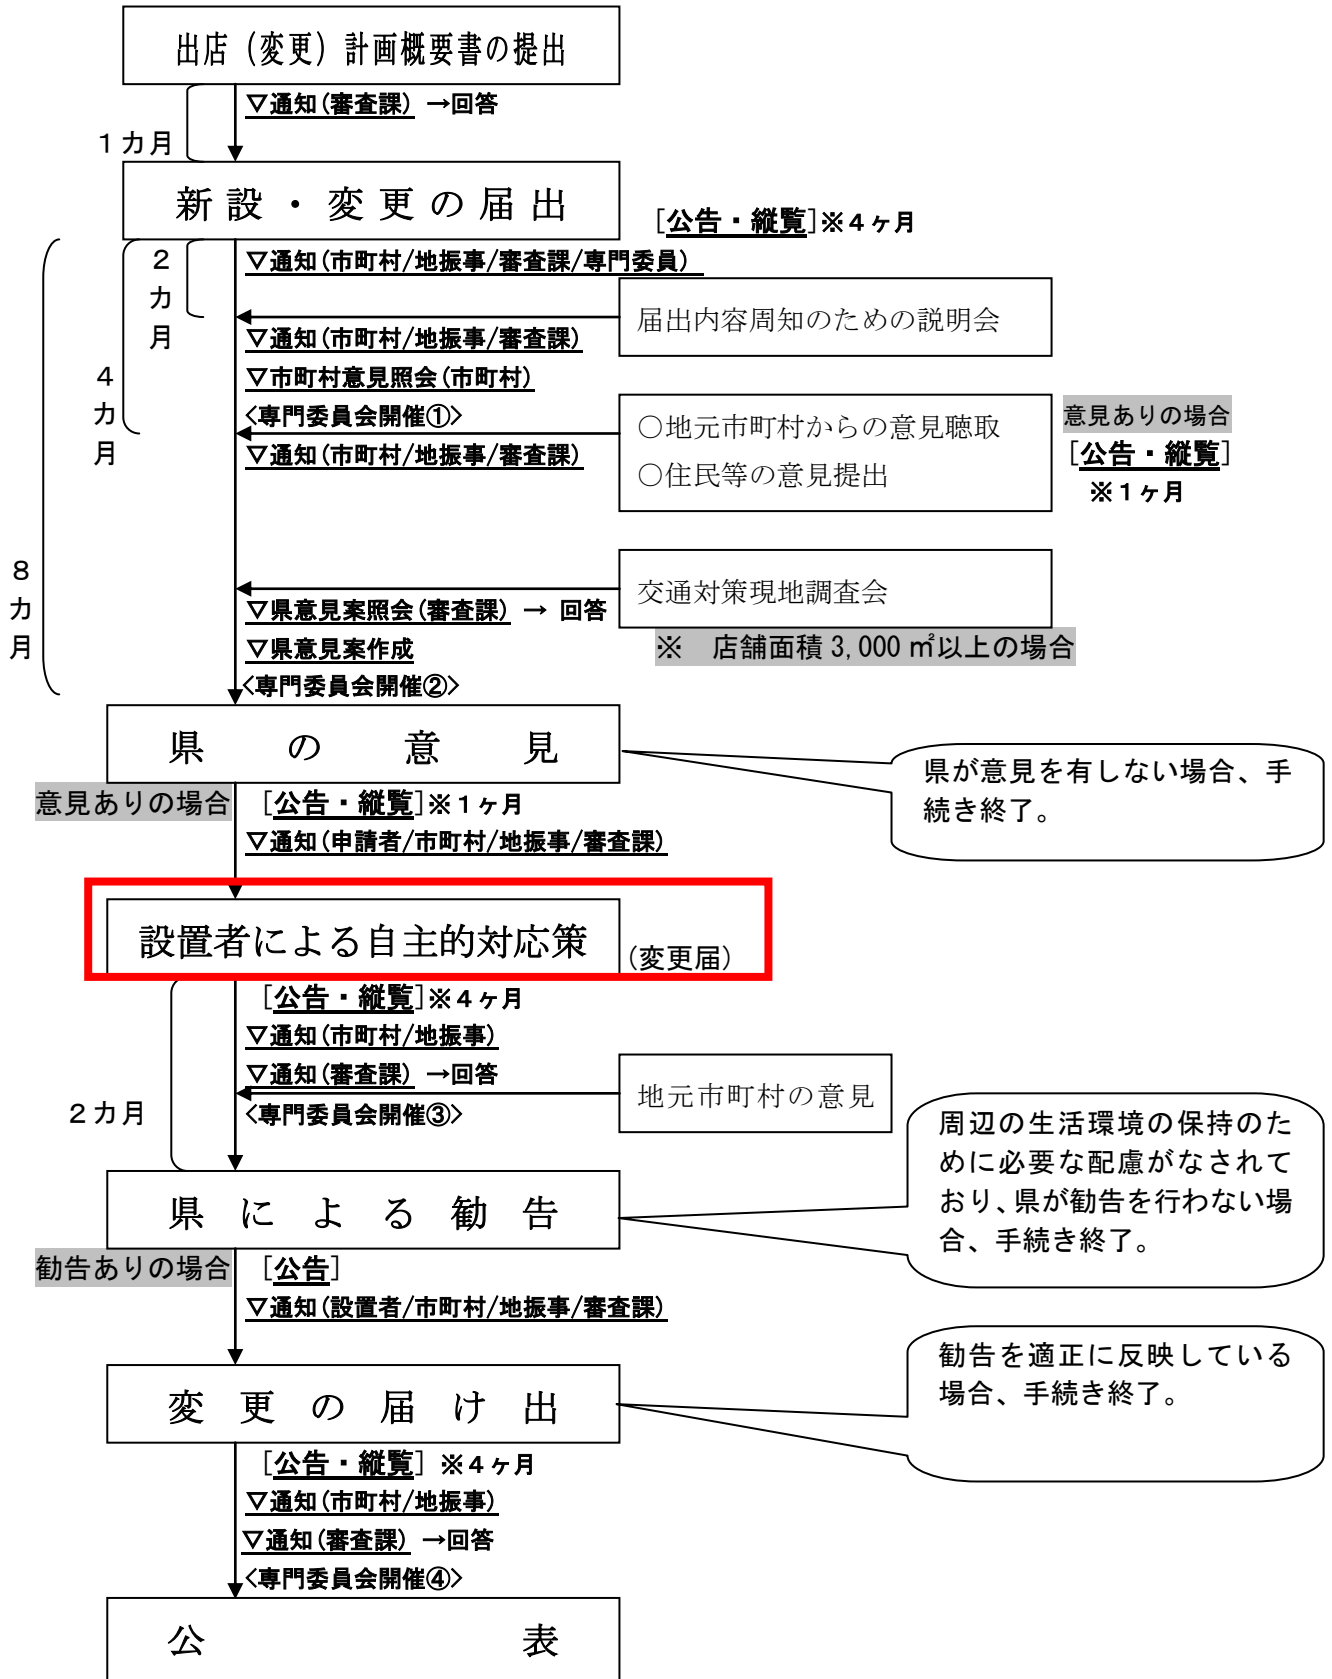 出店（変更）計画概要書の提出
▽通知(審査課) →回答
１カ月
新設・変更の届出
[公告・縦覧]※４ヶ月
２カ月
▽通知(市町村/地振事/審査課/専門委員)
届出内容周知のための説明会
▽通知(市町村/地振事/審査課)
▽市町村意見照会(市町村)
４カ月
<専門委員会開催①>
○地元市町村からの意見聴取
○住民等の意見提出
意見ありの場合
[公告・縦覧]
※１ヶ月
▽通知(市町村/地振事/審査課)
８カ月
交通対策現地調査会
※　店舗面積 3,000 ㎡以上の場合
▽県意見案照会(審査課) → 回答
▽県意見案作成
<専門委員会開催②>
県の意見
県が意見を有しない場合、手
続き終了。
意見ありの場合
[公告・縦覧]※１ヶ月
▽通知(申請者/市町村/地振事/審査課)
設置者による自主的対応策
(変更届)
[公告・縦覧]※４ヶ月
▽通知(市町村/地振事)
▽通知(審査課) →回答
地元市町村の意見
２カ月
<専門委員会開催③>
周辺の生活環境の保持のた
めに必要な配慮がなされて
おり、県が勧告を行わない場
合、手続き終了。
県による勧告
勧告ありの場合
[公告]
▽通知(設置者/市町村/地振事/審査課)
勧告を適正に反映している
場合、手続き終了。
変更の届け出
[公告・縦覧] ※４ヶ月
▽通知(市町村/地振事)
▽通知(審査課) →回答
<専門委員会開催④>
公表